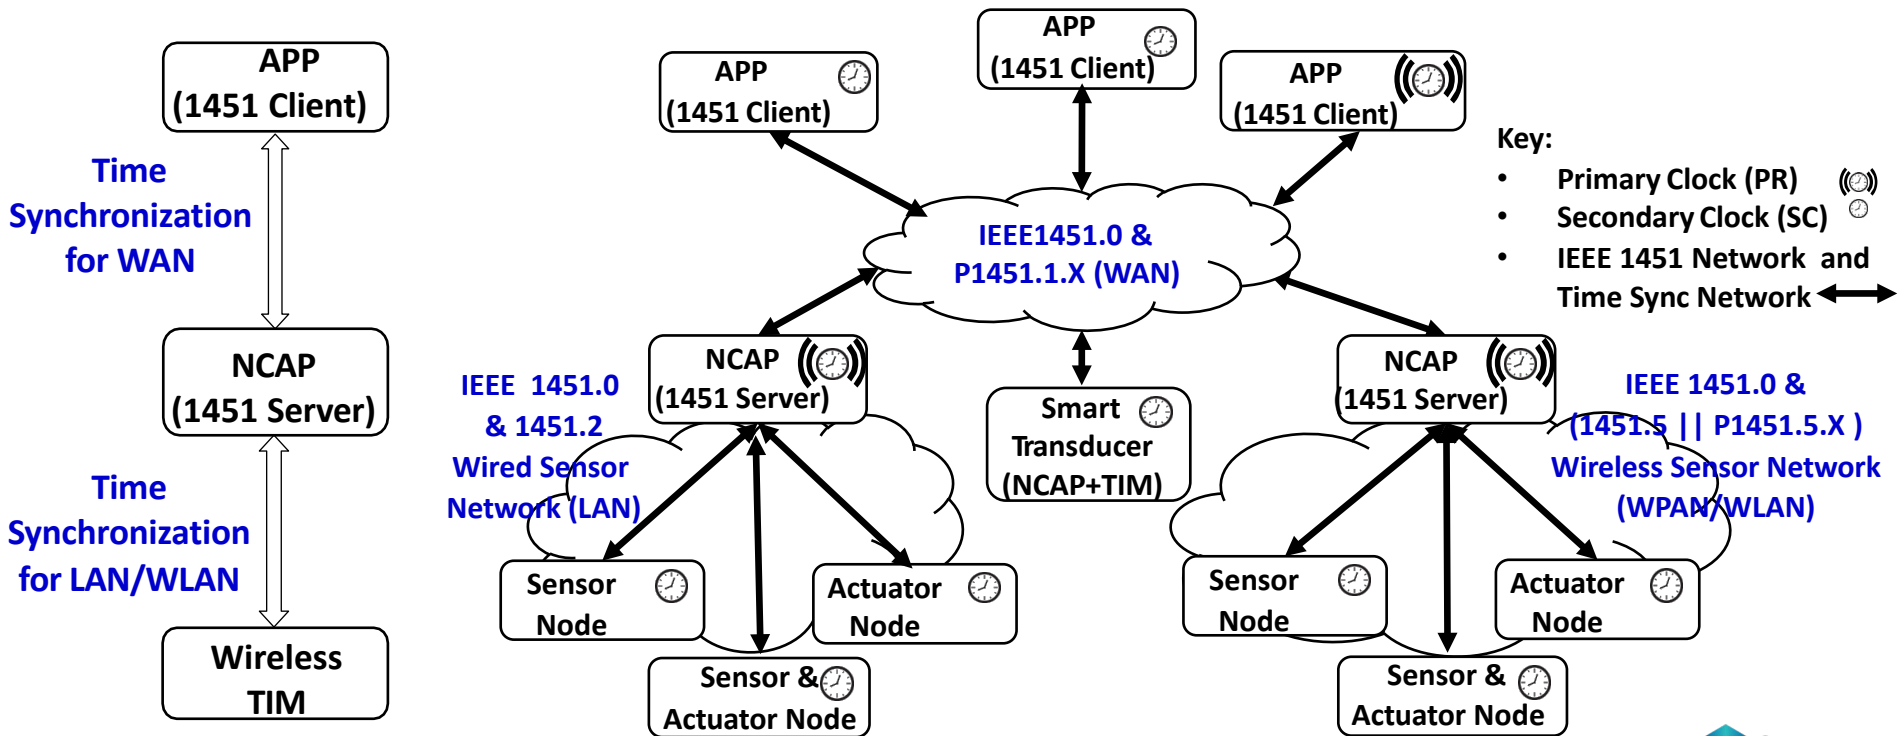 APP
(1451 Client)
Time
Synchronization
for WAN
NCAP
(1451 Server)
Time
Synchronization
for LAN/WLAN
Wireless
TIM
APP
(1451 Client)
APP
(1451 Client)
APP
(1451 Client)
IEEE1451.0 &
P1451.1.X (WAN)
Key:
• Primary Clock (PR)
• Secondary Clock (SC)
• IEEE 1451 Network and
Time Sync Network
NCAP
(1451 Server)
IEEE 1451.0
& 1451.2
Wired Sensor
Network (LAN)
Sensor
Node
Actuator
Node
Sensor &
Actuator Node
Smart
Transducer
(NCAP+TIM)
NCAP
(1451 Server)
IEEE 1451.0 &
(1451.5 || P1451.5.X )
Wireless Sensor Network
(WPAN/WLAN)
Sensor
Node
Actuator
Node
Sensor &
Actuator Node